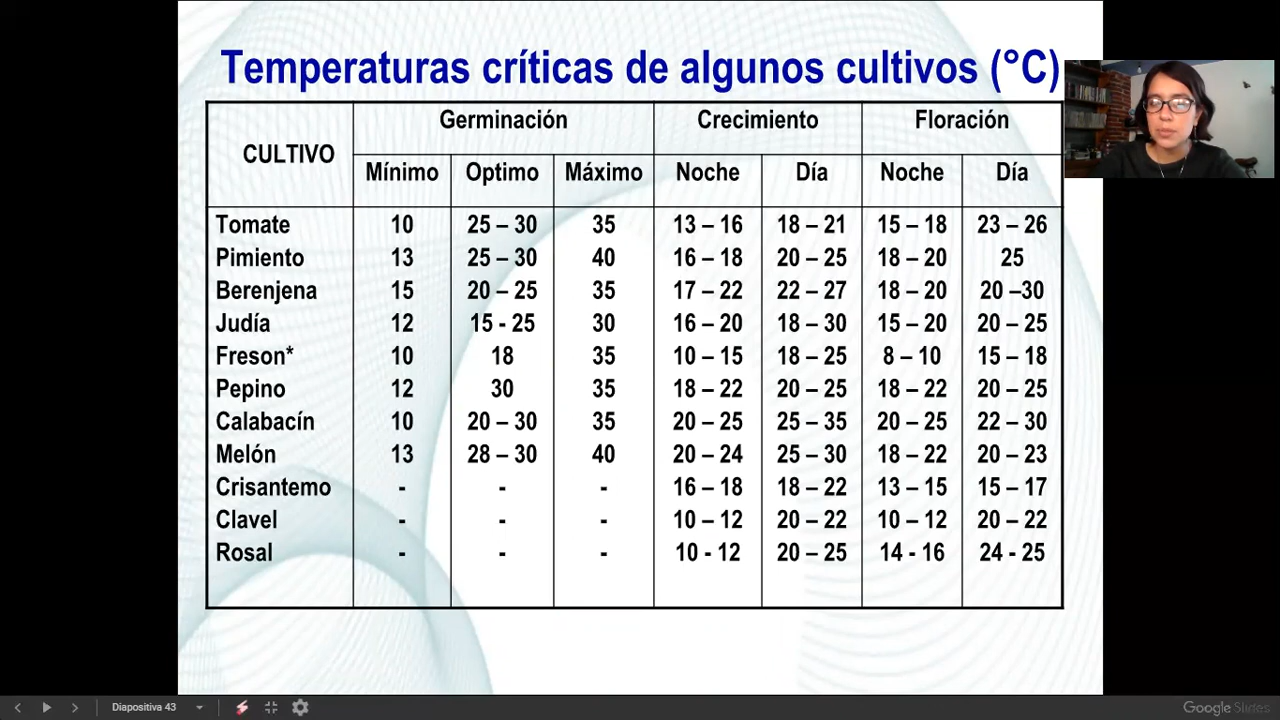 Temperaturas críticas de algunos cultivos (°C)
CULTIVO Germinación Crecimiento Floración
Mínimo Optimo Máximo Noche Día Noche Día
Tomate 10 25 – 30 35 13 – 16 18 – 21 15 – 18 23 – 26
Pimiento 13 25 – 30 40 16 – 18 20 – 25 18 – 20 25
Berenjena 15 20 – 25 35 17 – 22 22 – 27 18 – 20 20 –30
Judía 12 15 - 25 30 16 – 20 18 – 30 15 – 20 20 – 25
Freson* 10 18 35 10 – 15 18 – 25 8 – 10 15 – 18
Pepino 12 30 35 18 – 22 20 – 25 18 – 22 20 – 25
Calabacín 10 20 – 30 35 20 – 25 25 – 35 20 – 25 22 – 30
Melón 13 28 – 30 40 20 – 24 25 – 30 18 – 22 20 – 23
Crisantemo - - - 16 – 18 18 – 22 13 – 15 15 – 17
Clavel - - - 10 – 12 20 – 22 10 – 12 20 – 22
Rosal - - - 10 - 12 20 – 25 14 - 16 24 - 25
Diapositiva 43
Google Slides